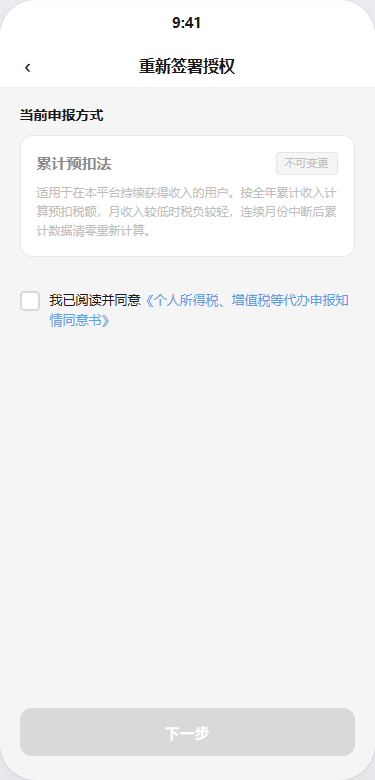 9:41
‹ 重新签署授权
当前申报方式
累计预扣法 不可变更
适用于在本平台持续获得收入的用户。按全年累计收入计
算预扣税额，月收入较低时税负较轻，连续月份中断后累
计数据清零重新计算。
我已阅读并同意《个人所得税、增值税等代办申报知
情同意书》
下一步